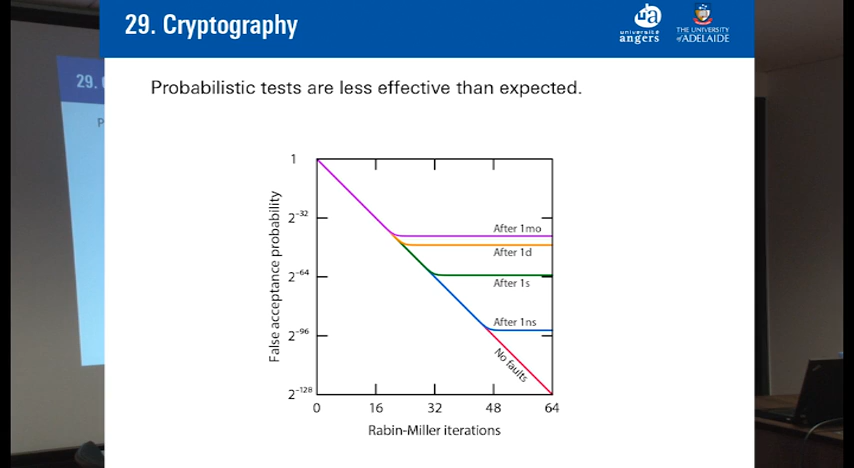 29. Cryptography
ua
université
angers
THE UNIVERSITY
of ADELAIDE
29.
P
Probabilistic tests are less effective than expected.
False acceptance probability
1
2^-32
2^-64
2^-96
2^-128
After 1mo
After 1d
After 1s
After 1ns
No faults
0 16 32 48 64
Rabin-Miller iterations